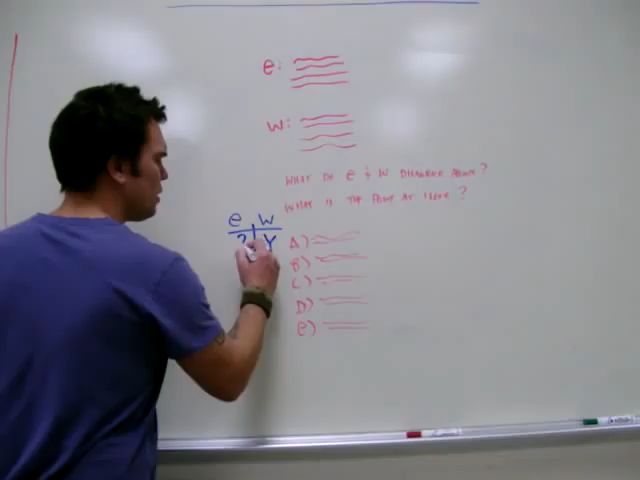 e:
W:
WHAT DO e & W DISAGREE ABOUT?
WHAT IS THE POINT AT ISSUE?
e W
? Y
A)
B)
C)
D)
e)